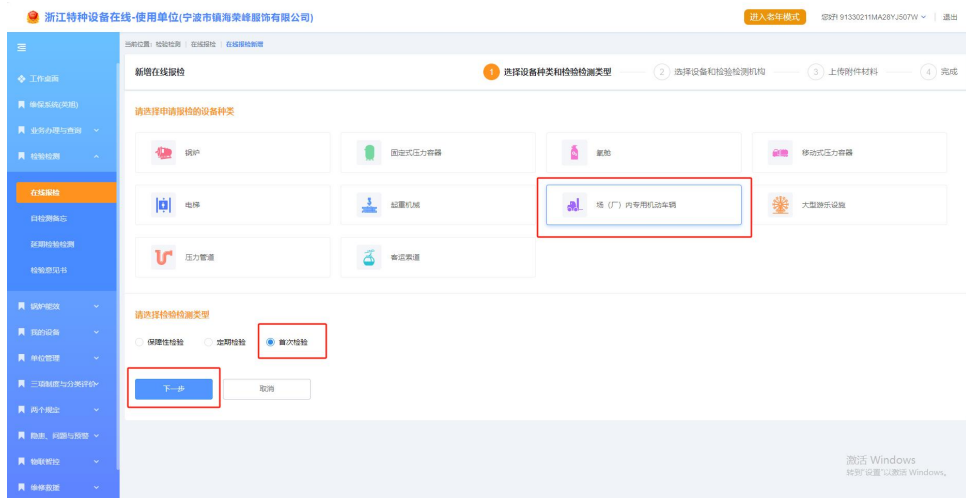 浙江特种设备在线-使用单位(宁波市镇海荣峰服饰有限公司)
进入老年模式
您好! 91330211MA28YJ507W
退出
当前位置: 检验检测 | 在线报检 | 在线报检新增
工作桌面
维保系统(关闭)
业务办理与查询
检验检测
在线报检
自检测备忘
延期检验检测
检验意见书
锅炉能效
我的设备
单位管理
三项制度与分类评价
两个规定
隐患、问题与预警
物联智控
维修救援
新增在线报检
1 选择设备种类和检验检测类型
2 选择设备和检验检测机构
3 上传附件材料
4 完成
请选择申请报检的设备种类
锅炉
固定式压力容器
氧舱
移动式压力容器
电梯
起重机械
场（厂）内专用机动车辆
大型游乐设施
压力管道
客运索道
请选择检验检测类型
保障性检验
定期检验
首次检验
下一步
取消
激活 Windows
转到"设置"以激活 Windows。